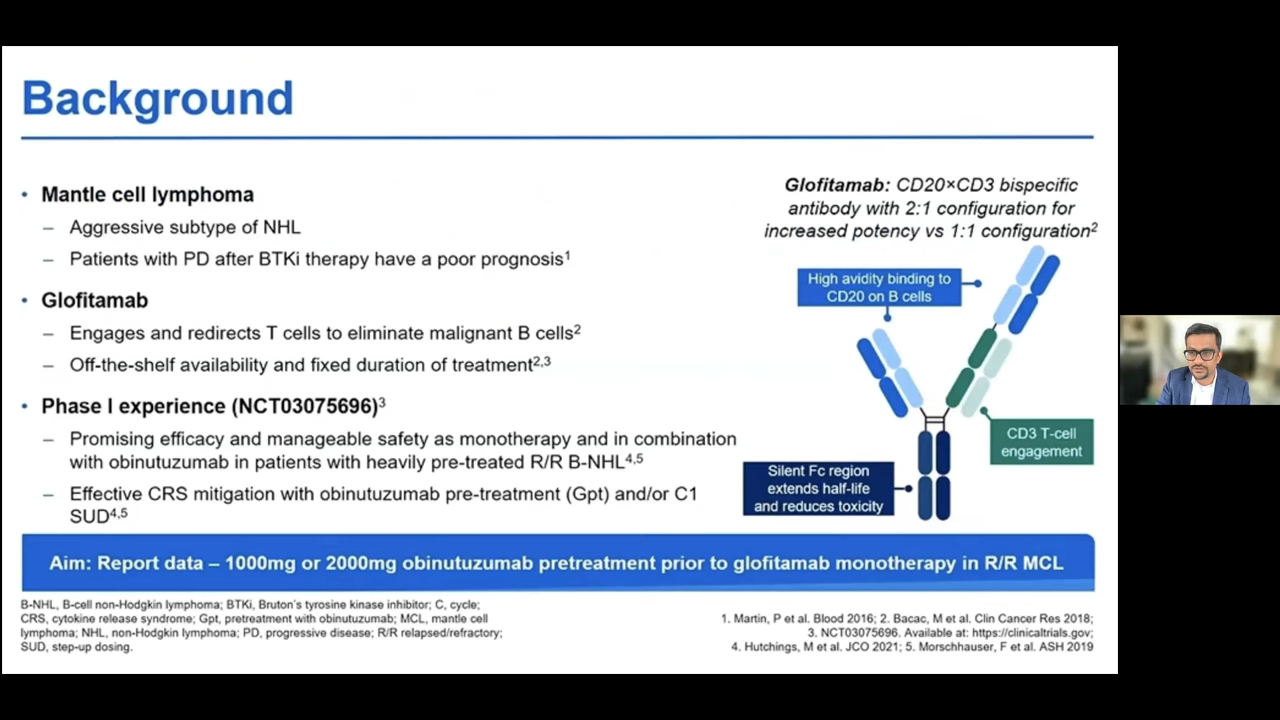 Background
• Mantle cell lymphoma
– Aggressive subtype of NHL
– Patients with PD after BTKi therapy have a poor prognosis¹
• Glofitamab
– Engages and redirects T cells to eliminate malignant B cells²
– Off-the-shelf availability and fixed duration of treatment²,³
• Phase I experience (NCT03075696)³
– Promising efficacy and manageable safety as monotherapy and in combination
with obinutuzumab in patients with heavily pre-treated R/R B-NHL⁴,⁵
– Effective CRS mitigation with obinutuzumab pre-treatment (Gpt) and/or C1
SUD⁴,⁵
Glofitamab: CD20×CD3 bispecific
antibody with 2:1 configuration for
increased potency vs 1:1 configuration²
High avidity binding to
CD20 on B cells
CD3 T-cell
engagement
Silent Fc region
extends half-life
and reduces toxicity
Aim: Report data – 1000mg or 2000mg obinutuzumab pretreatment prior to glofitamab monotherapy in R/R MCL
B-NHL, B-cell non-Hodgkin lymphoma; BTKi, Bruton's tyrosine kinase inhibitor; C, cycle;
CRS, cytokine release syndrome; Gpt, pretreatment with obinutuzumab; MCL, mantle cell
lymphoma; NHL, non-Hodgkin lymphoma; PD, progressive disease; R/R relapsed/refractory;
SUD, step-up dosing.
1. Martin, P et al. Blood 2016; 2. Bacac, M et al. Clin Cancer Res 2018;
3. NCT03075696. Available at: https://clinicaltrials.gov;
4. Hutchings, M et al. JCO 2021; 5. Morschhauser, F et al. ASH 2019